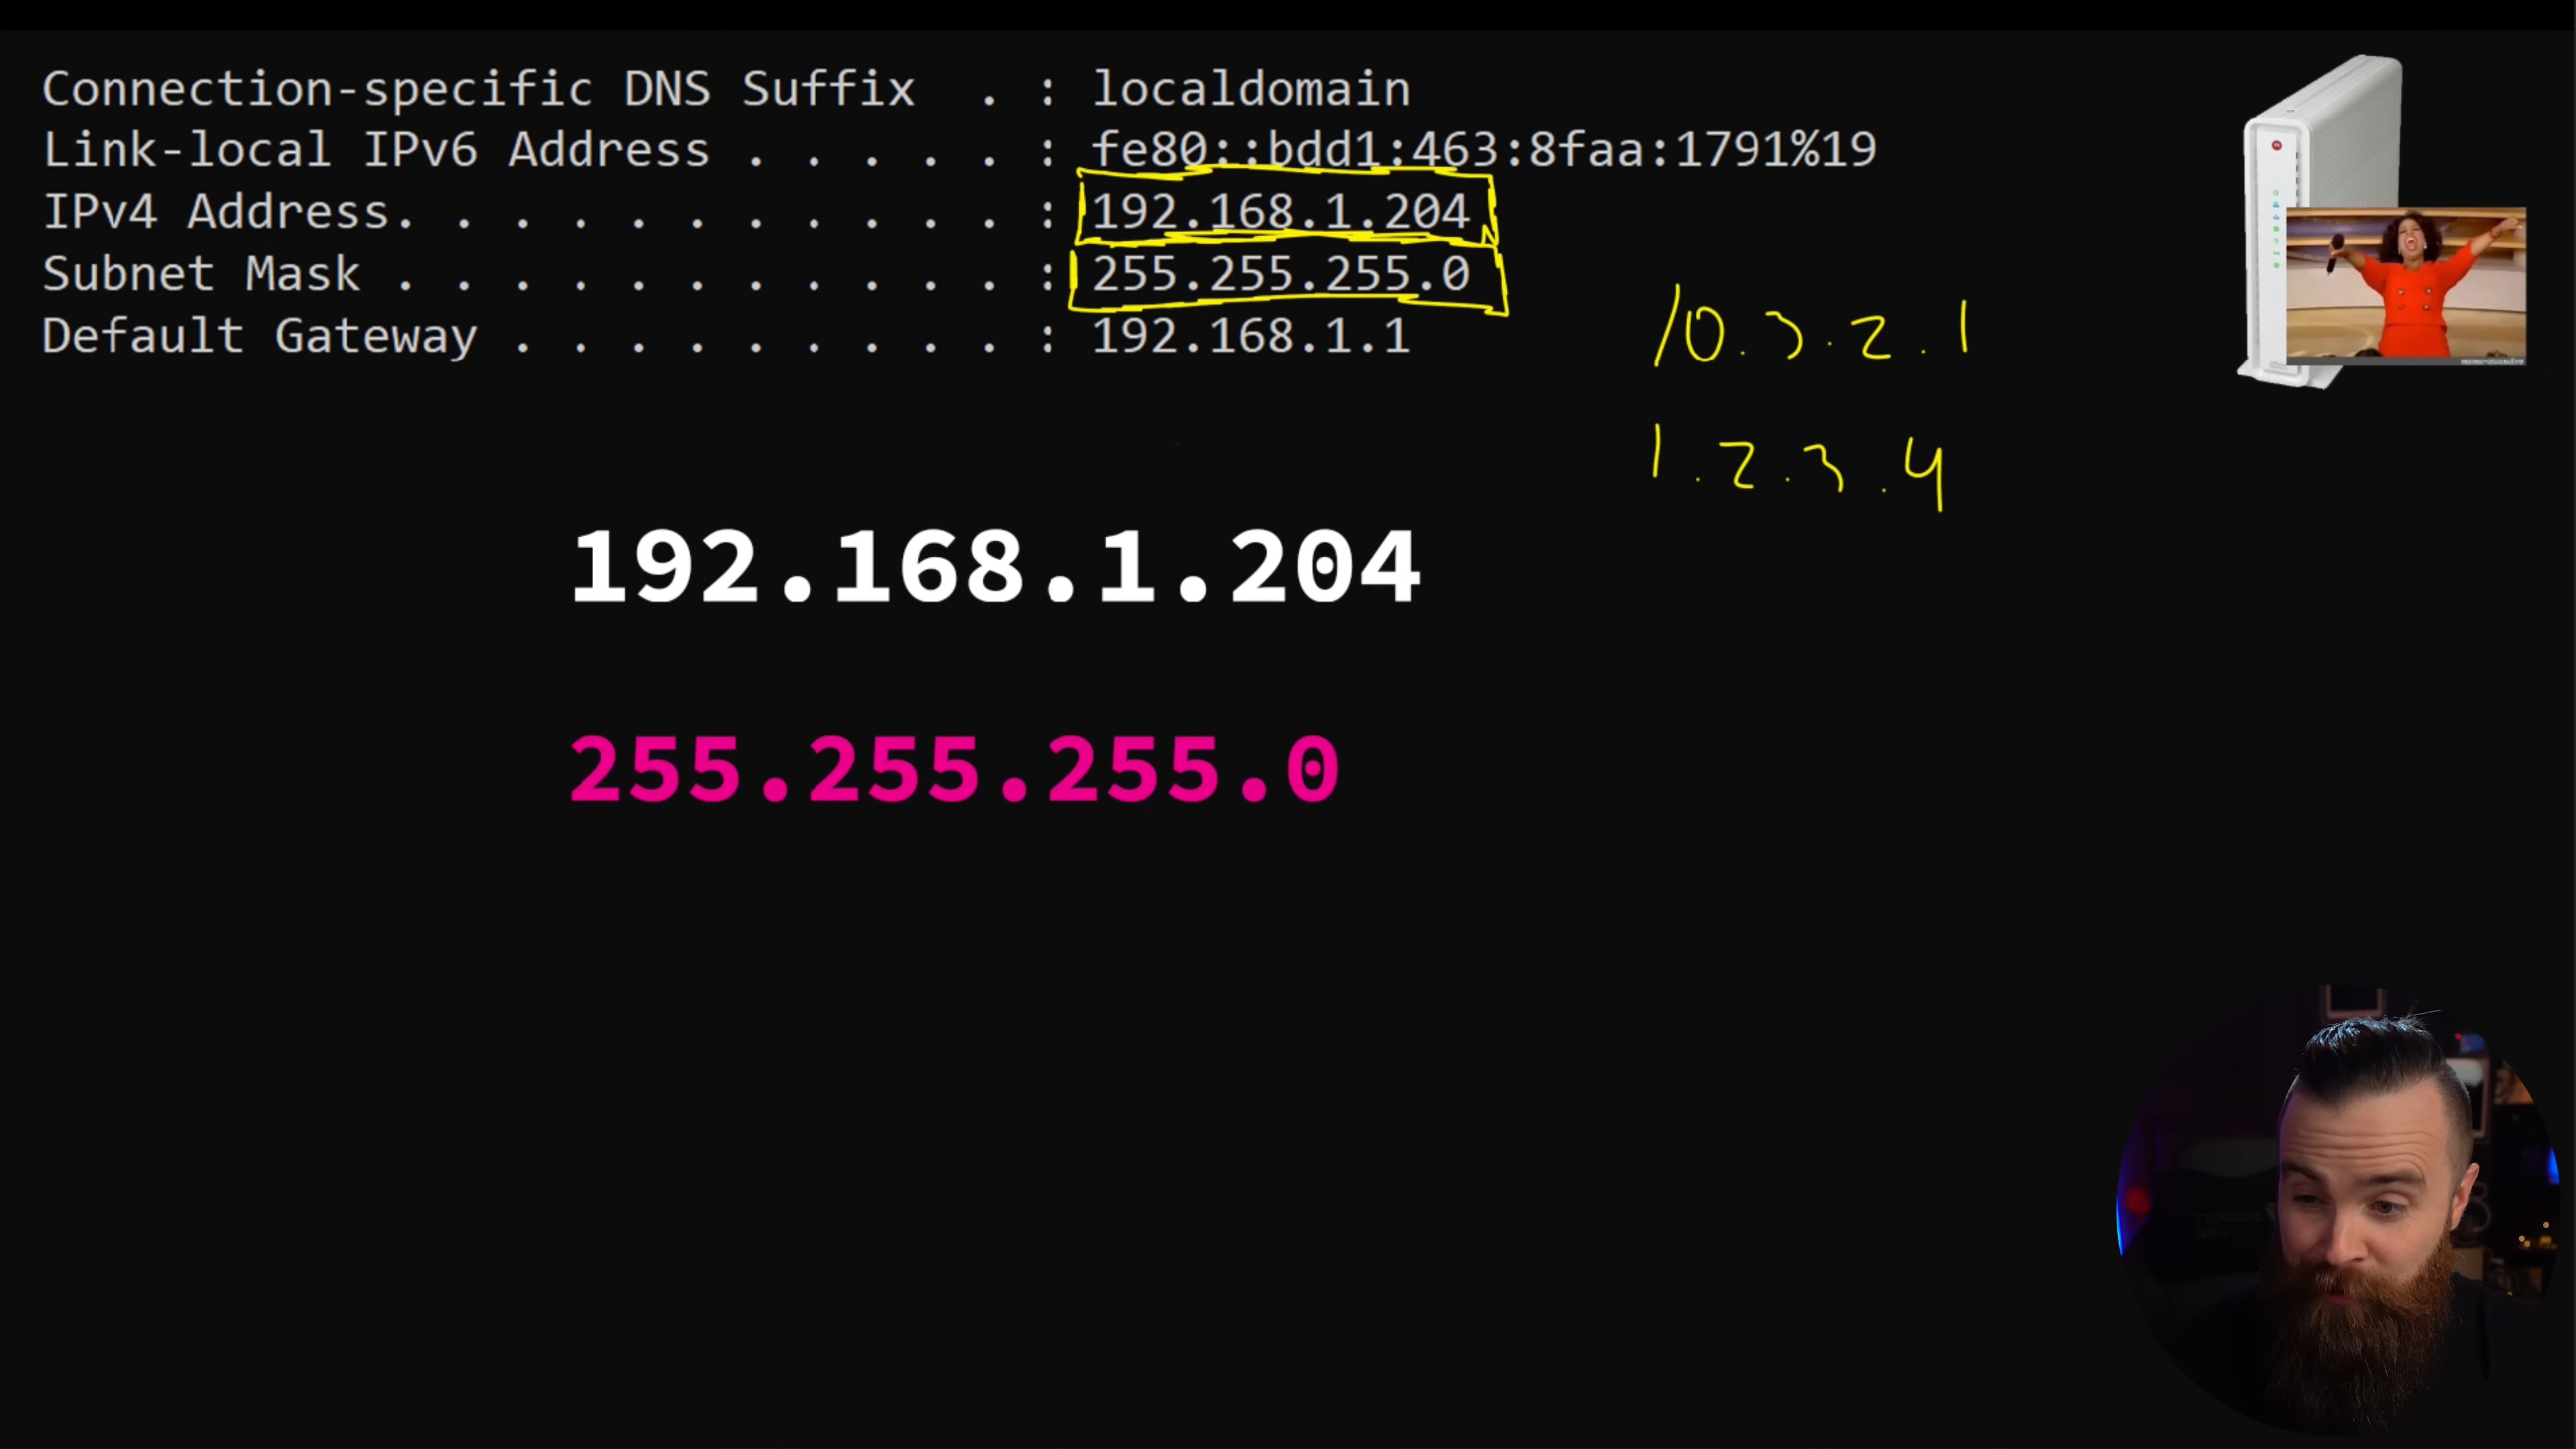 Connection-specific DNS Suffix  . : localdomain
Link-local IPv6 Address . . . . . : fe80::bdd1:463:8faa:1791%19
IPv4 Address. . . . . . . . . . . : 192.168.1.204
Subnet Mask . . . . . . . . . . . : 255.255.255.0
Default Gateway . . . . . . . . . : 192.168.1.1
10.3.2.1
1.2.3.4
192.168.1.204
255.255.255.0